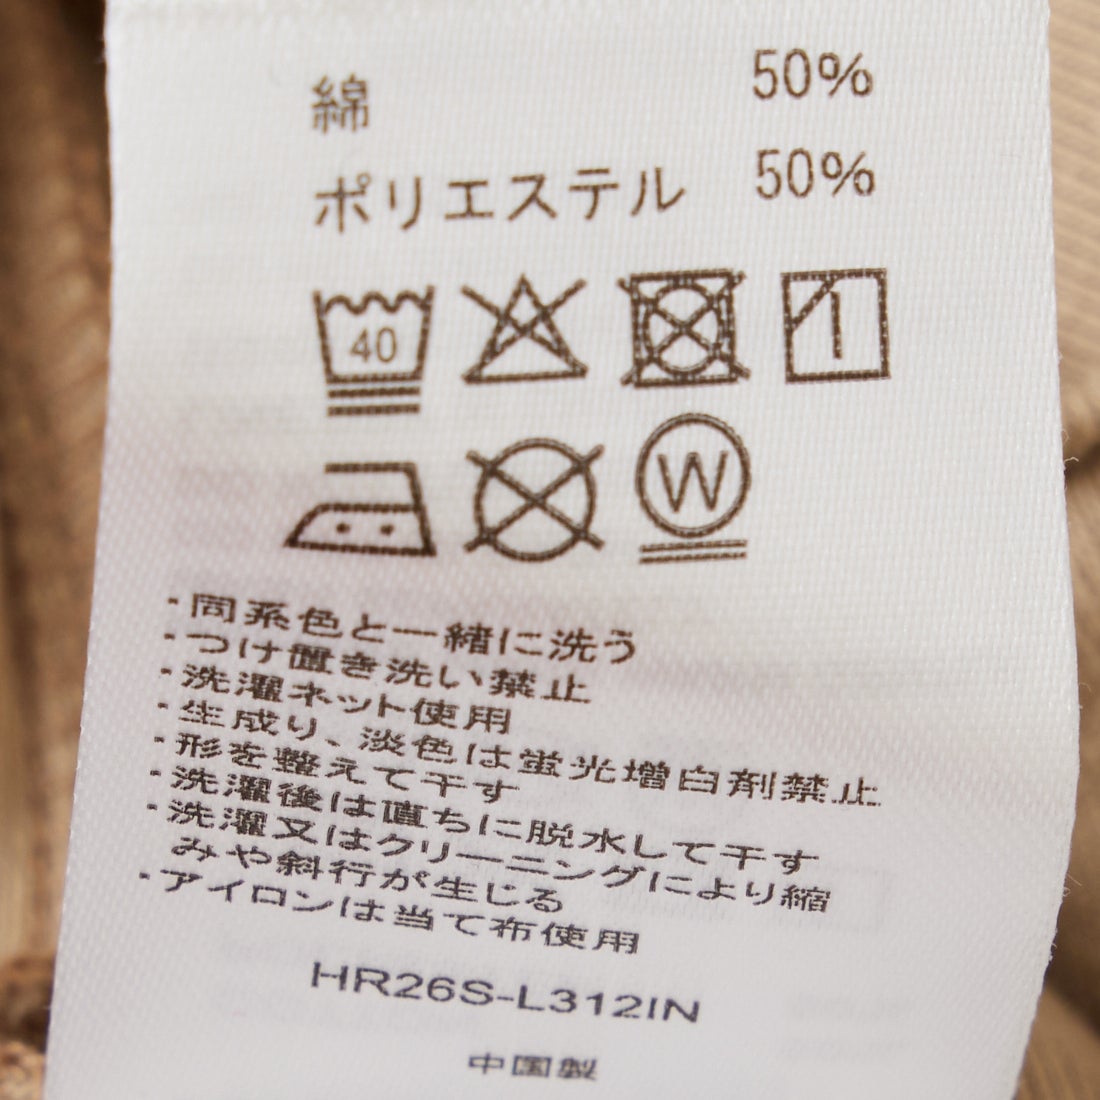 綿 50%
ポリエステル 50%
40
W
・同系色と一緒に洗う
・つけ置き洗い禁止
・洗濯ネット使用
・生成り、淡色は蛍光増白剤禁止
・形を整えて干す
・洗濯後は直ちに脱水して干す
・洗濯又はクリーニングにより縮
みや斜行が生じる
・アイロンは当て布使用
HR26S-L312IN
中国製